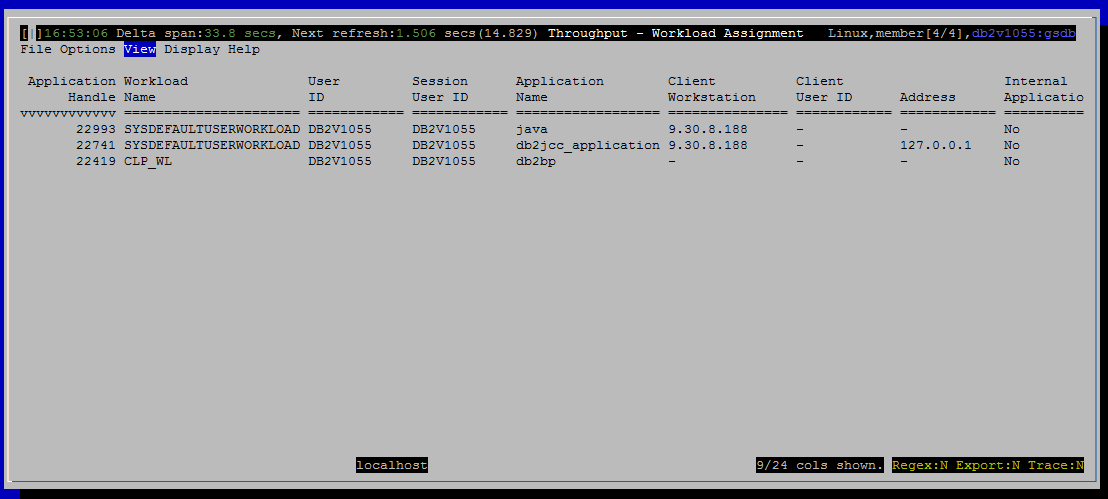 [|]16:53:06 Delta span:33.8 secs, Next refresh:1.506 secs(14.829) Throughput - Workload Assignment   Linux,member[4/4],db2v1055:gsdb
File Options View Display Help
Application Workload               User         Session      Application        Client          Client                    Internal
Handle Name                   ID           User ID      Name               Workstation     User ID      Address      Applicatio
vvvvvvvvvvvv ====================== ============ ============ ================== =============== ============ ============ ==========
22993 SYSDEFAULTUSERWORKLOAD DB2V1055     DB2V1055     java               9.30.8.188      -            -            No
22741 SYSDEFAULTUSERWORKLOAD DB2V1055     DB2V1055     db2jcc_application 9.30.8.188      -            127.0.0.1    No
22419 CLP_WL                 DB2V1055     DB2V1055     db2bp              -               -            -            No
localhost 9/24 cols shown. Regex:N Export:N Trace:N